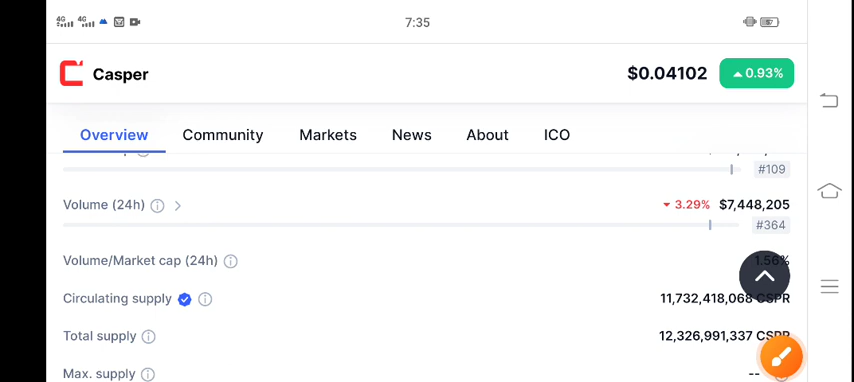 4G 4G 7:35
Casper $0.04102 0.93%
Overview Community Markets News About ICO
#109
Volume (24h) 3.29% $7,448,205
#364
Volume/Market cap (24h) 1.56%
Circulating supply 11,732,418,068 CSPR
Total supply 12,326,991,337 CSPR
Max. supply --